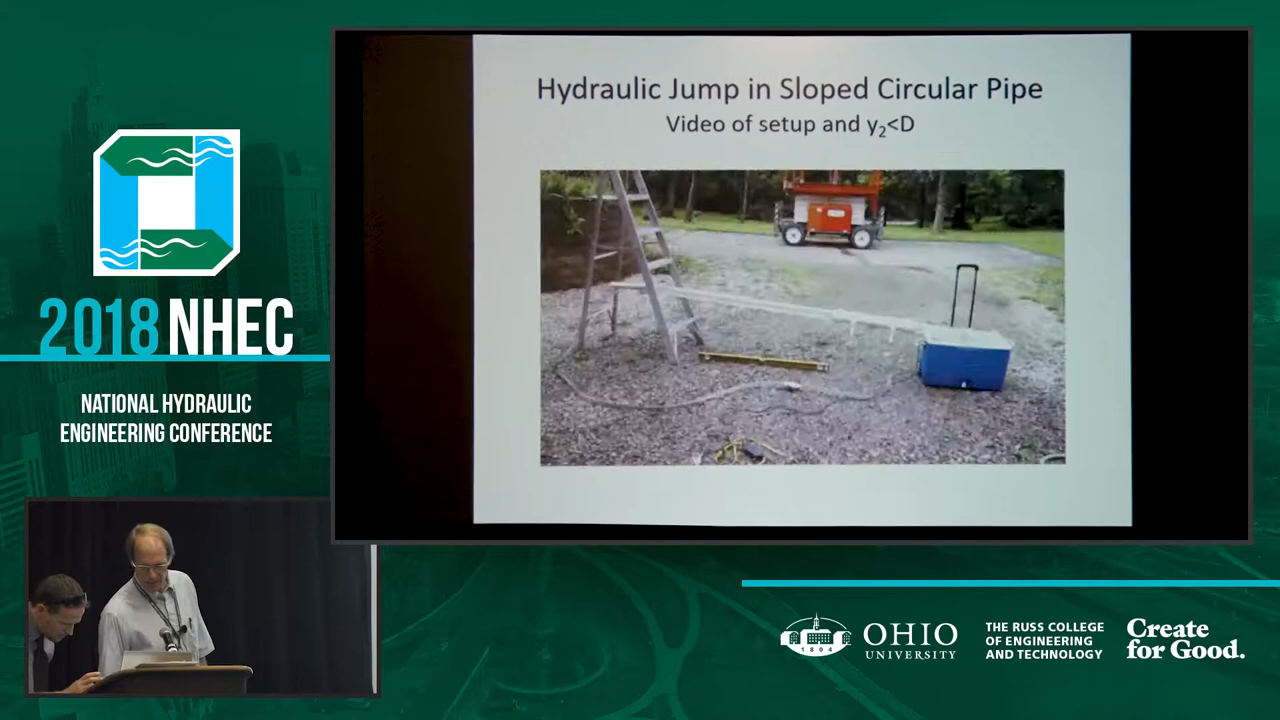 Hydraulic Jump in Sloped Circular Pipe
Video of setup and y₂<D
2018 NHEC
NATIONAL HYDRAULIC
ENGINEERING CONFERENCE
1804
OHIO
UNIVERSITY
THE RUSS COLLEGE
OF ENGINEERING
AND TECHNOLOGY
Create
for Good.